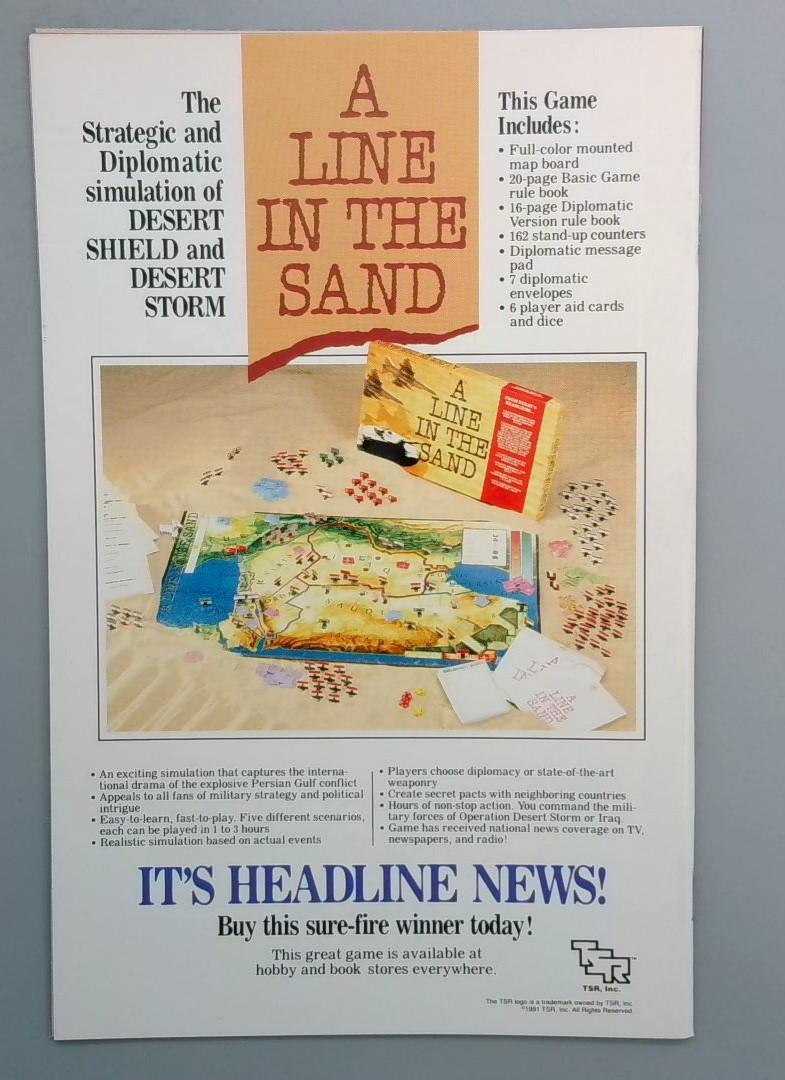 The
Strategic and
Diplomatic
simulation of
DESERT
SHIELD and
DESERT
STORM
A
LINE
IN THE
SAND
This Game
Includes:
• Full-color mounted
map board
• 20-page Basic Game
rule book
• 16-page Diplomatic
Version rule book
• 162 stand-up counters
• Diplomatic message
pad
• 7 diplomatic
envelopes
• 6 player aid cards
and dice
A
LINE
IN THE
SAND
A
LINE
IN THE
SAND
• An exciting simulation that captures the interna-
tional drama of the explosive Persian Gulf conflict
• Appeals to all fans of military strategy and political
intrigue
• Easy-to-learn, fast-to-play. Five different scenarios,
each can be played in 1 to 3 hours
• Realistic simulation based on actual events
• Players choose diplomacy or state-of-the-art
weaponry
• Create secret pacts with neighboring countries
• Hours of non-stop action. You command the mili-
tary forces of Operation Desert Storm or Iraq.
• Game has received national news coverage on TV,
newspapers, and radio!
IT'S HEADLINE NEWS!
Buy this sure-fire winner today!
This great game is available at
hobby and book stores everywhere.
TSR™
TSR, Inc.
The TSR logo is a trademark owned by TSR, Inc.
©1991 TSR, Inc. All Rights Reserved.